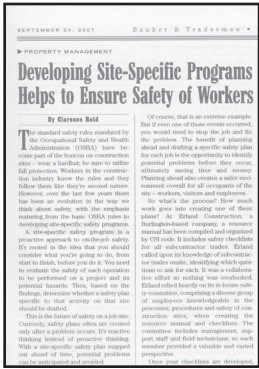 SEPTEMBER 24, 2007 Banker & Tradesman
PROPERTY MANAGEMENT
Developing Site-Specific Programs
Helps to Ensure Safety of Workers
By Clarence Reid
The standard safety rules mandated by
the Occupational Safety and Health
Administration (OSHA) have be-
come part of the lexicon on construction
sites – wear a hardhat; be sure to utilize
fall protection. Workers in the construc-
tion industry know the rules and they
follow them like they're second nature.
However, over the last few years there
has been an evolution in the way we
think about safety, with the emphasis
maturing from the basic OSHA rules to
developing site-specific safety programs.
A site-specific safety program is a
proactive approach to on-the-job safety.
It's rooted in the idea that you should
consider what you're going to do, from
start to finish, before you do it. You need
to evaluate the safety of each operation
to be performed on a project and its
potential hazards. Then, based on the
findings, determine whether a safety plan
specific to that activity on that site
should be drafted.
This is the future of safety on a job site.
Currently, safety plans often are created
only after a problem occurs. It's reactive
thinking instead of proactive thinking.
With a site-specific safety plan mapped
out ahead of time, potential problems
can be anticipated and avoided.
Of course, that is an extreme example.
But if even one of those events occurred,
you would need to stop the job and fix
the problem. The benefit of planning
ahead and drafting a specific safety plan
for each job is the opportunity to identify
potential problems before they occur,
ultimately saving time and money.
Planning ahead also creates a safer envi-
ronment overall for all occupants of the
site – workers, visitors and employees.
So what's the process? How much
work goes into creating one of these
plans? At Erland Construction, a
Burlington-based company, a resource
manual has been compiled and organized
by CSI code. It includes safety checklists
for all subcontractor trades. Erland
called upon its knowledge of subcontrac-
tor trades onsite, identifying which ques-
tions to ask for each. It was a collabora-
tive effort so nothing was overlooked.
Erland relied heavily on its in-house safe-
ty committee, comprising a diverse group
of employees knowledgeable in the
processes, procedures and safety of con-
struction sites, when creating the
resource manual and checklists. The
committee includes management, sup-
port staff and field technicians, so each
member provided a valuable and varied
perspective.
Once your checklists are developed,